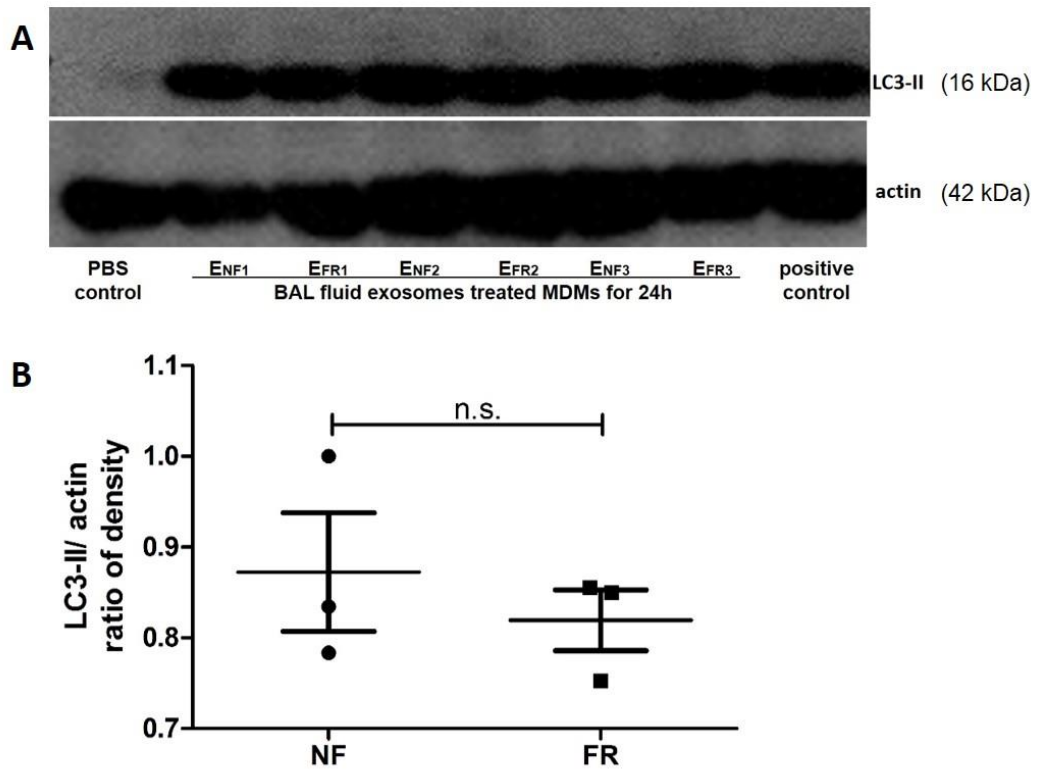 A
LC3-II (16 kDa)
actin (42 kDa)
PBS control
ENF1 EFR1 ENF2 EFR2 ENF3 EFR3
positive control
BAL fluid exosomes treated MDMs for 24h
B
LC3-II/ actin
ratio of density
1.1
1.0
0.9
0.8
0.7
n.s.
NF FR